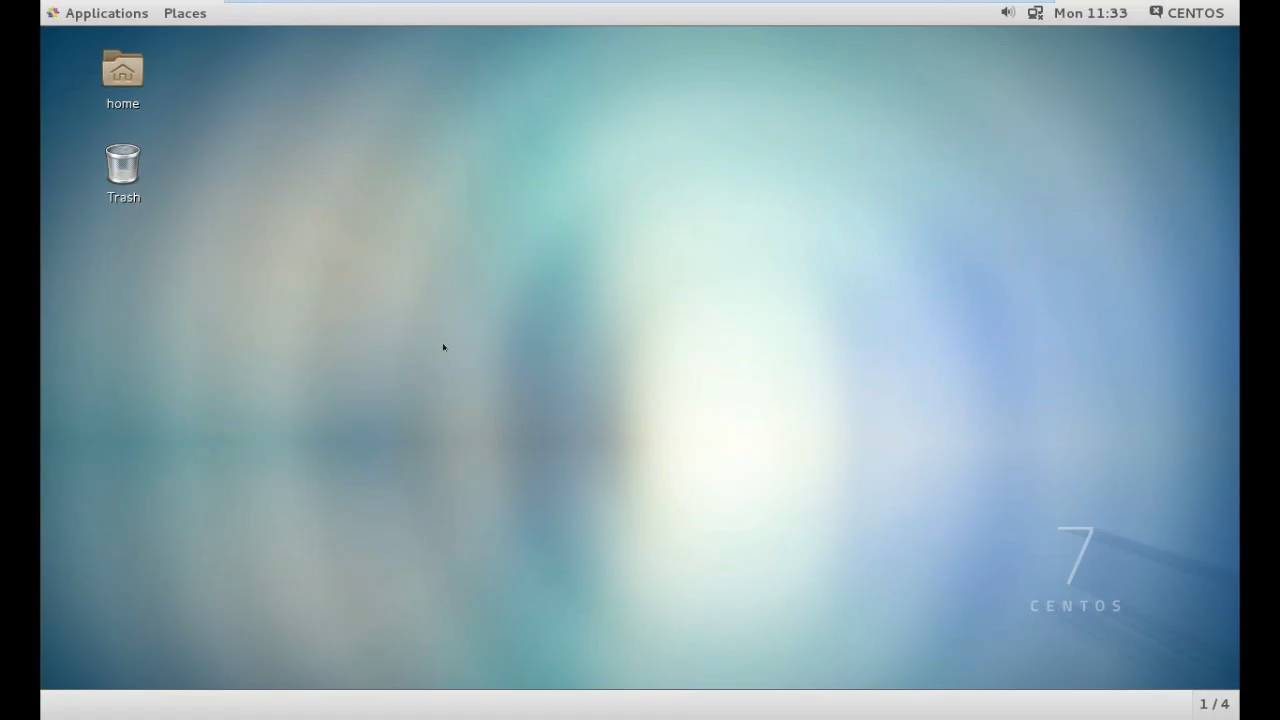 Applications Places Mon 11:33 CENTOS
home
Trash
7
CENTOS
1 / 4